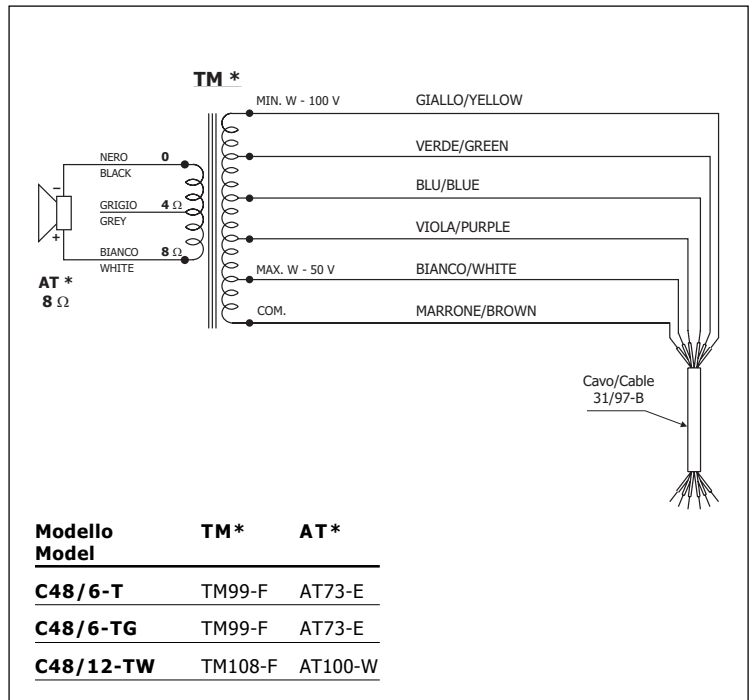 TM *
MIN. W - 100 V GIALLO/YELLOW
VERDE/GREEN
NERO 0
BLACK
BLU/BLUE
GRIGIO 4 Ω
GREY
VIOLA/PURPLE
BIANCO 8 Ω
WHITE
MAX. W - 50 V BIANCO/WHITE
− 
+
AT *
8 Ω
COM. MARRONE/BROWN
Cavo/Cable
31/97-B
Modello TM* AT*
Model
C48/6-T TM99-F AT73-E
C48/6-TG TM99-F AT73-E
C48/12-TW TM108-F AT100-W